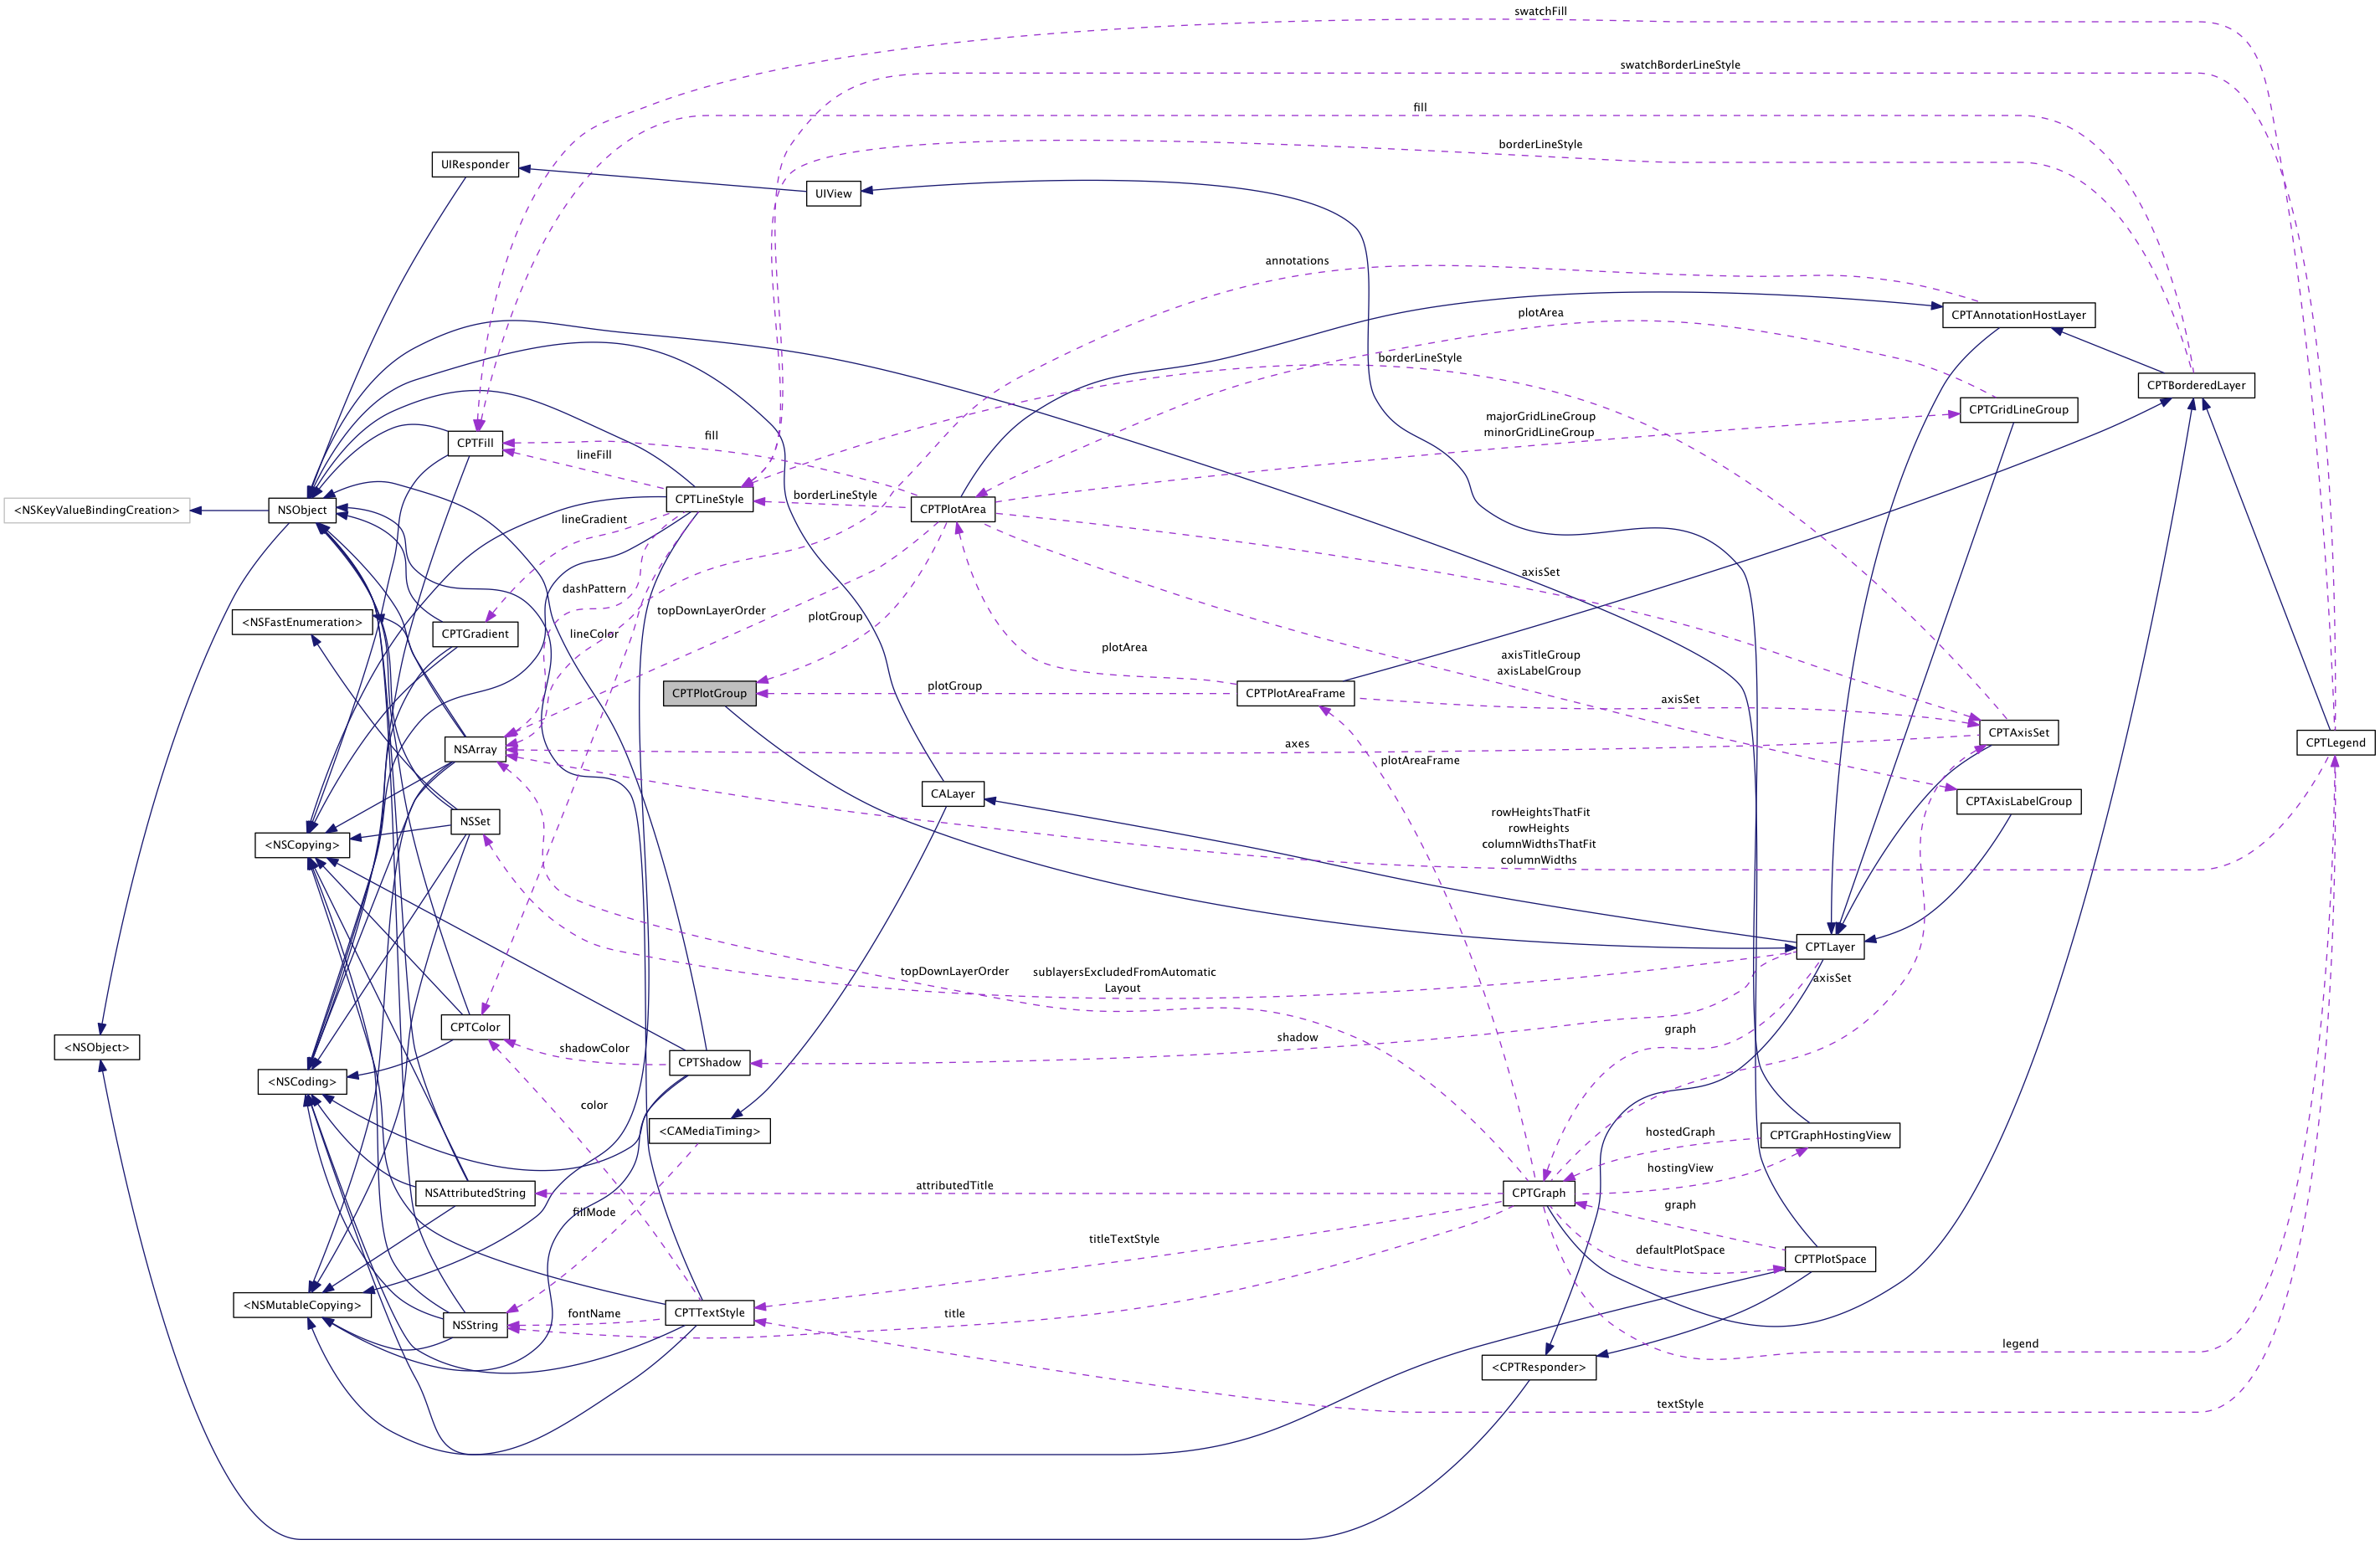 swatchFill
swatchBorderLineStyle
fill
borderLineStyle
UIResponder
UIView
annotations
CPTAnnotationHostLayer
plotArea
borderLineStyle
CPTBorderedLayer
CPTGridLineGroup
majorGridLineGroup
minorGridLineGroup
fill
CPTFill
lineFill
CPTLineStyle
borderLineStyle
CPTPlotArea
<NSKeyValueBindingCreation>
NSObject
lineGradient
axisSet
dashPattern
topDownLayerOrder
plotGroup
<NSFastEnumeration>
CPTGradient
lineColor
plotArea
axisTitleGroup
axisLabelGroup
CPTPlotGroup
plotGroup
CPTPlotAreaFrame
axisSet
CPTAxisSet
CPTLegend
NSArray
axes
plotAreaFrame
CALayer
CPTAxisLabelGroup
rowHeightsThatFit
rowHeights
columnWidthsThatFit
columnWidths
NSSet
<NSCopying>
CPTLayer
topDownLayerOrder
sublayersExcludedFromAutomatic
Layout
axisSet
CPTColor
graph
shadow
<NSObject>
shadowColor
CPTShadow
<NSCoding>
color
<CAMediaTiming>
hostedGraph
CPTGraphHostingView
hostingView
NSAttributedString
attributedTitle
CPTGraph
graph
fillMode
titleTextStyle
defaultPlotSpace
CPTPlotSpace
<NSMutableCopying>
fontName
CPTTextStyle
title
NSString
legend
<CPTResponder>
textStyle